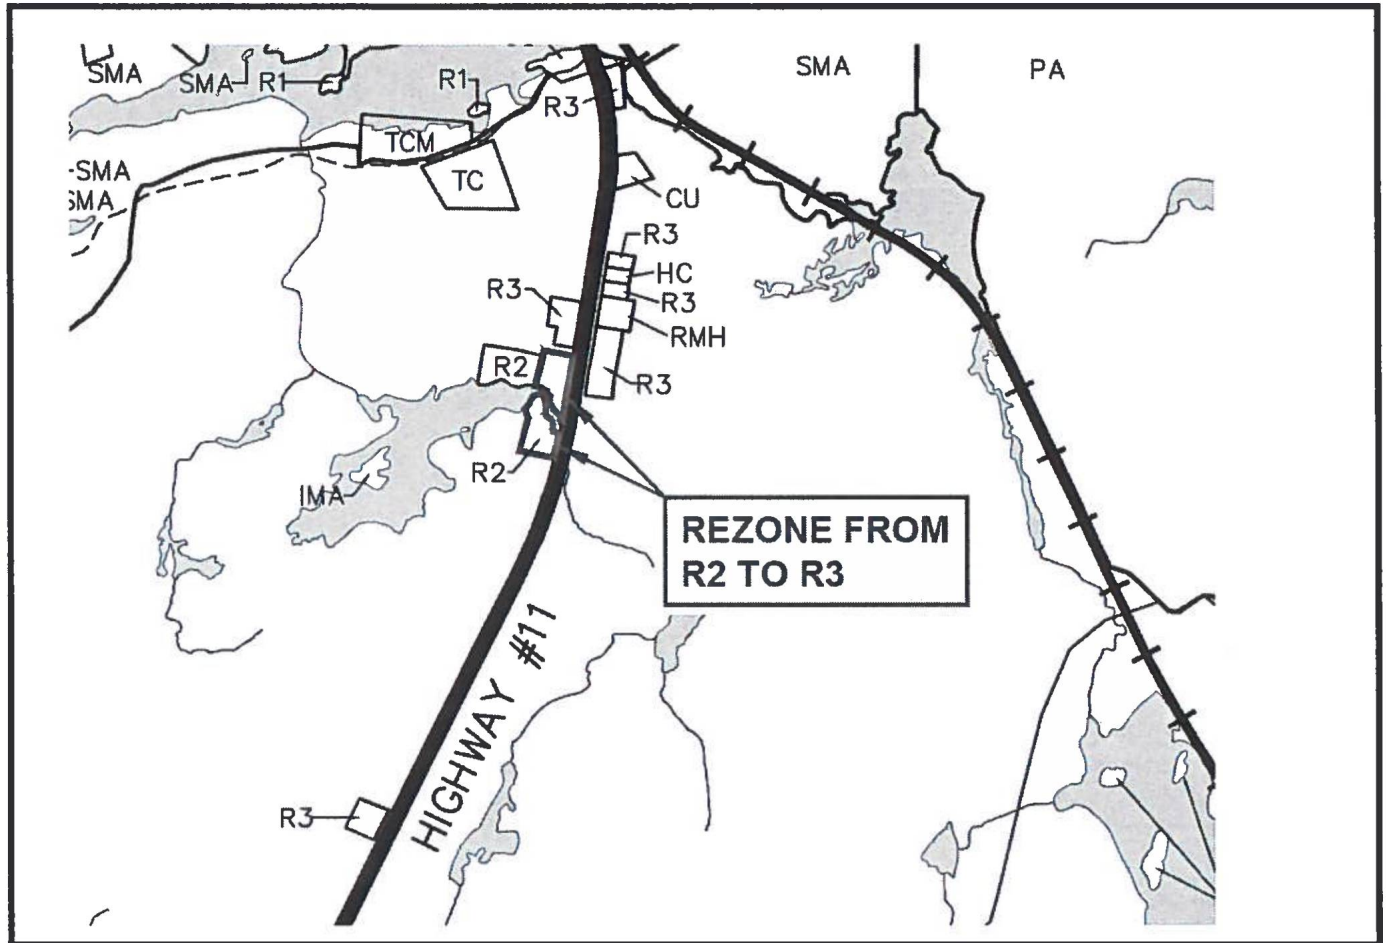 SMA
SMA
R1
R1
R3
SMA
PA
TCM
-SMA
SMA
TC
CU
R3
HC
R3
R3
RMH
R2
R3
R2
IMA
REZONE FROM
R2 TO R3
HIGHWAY #11
R3